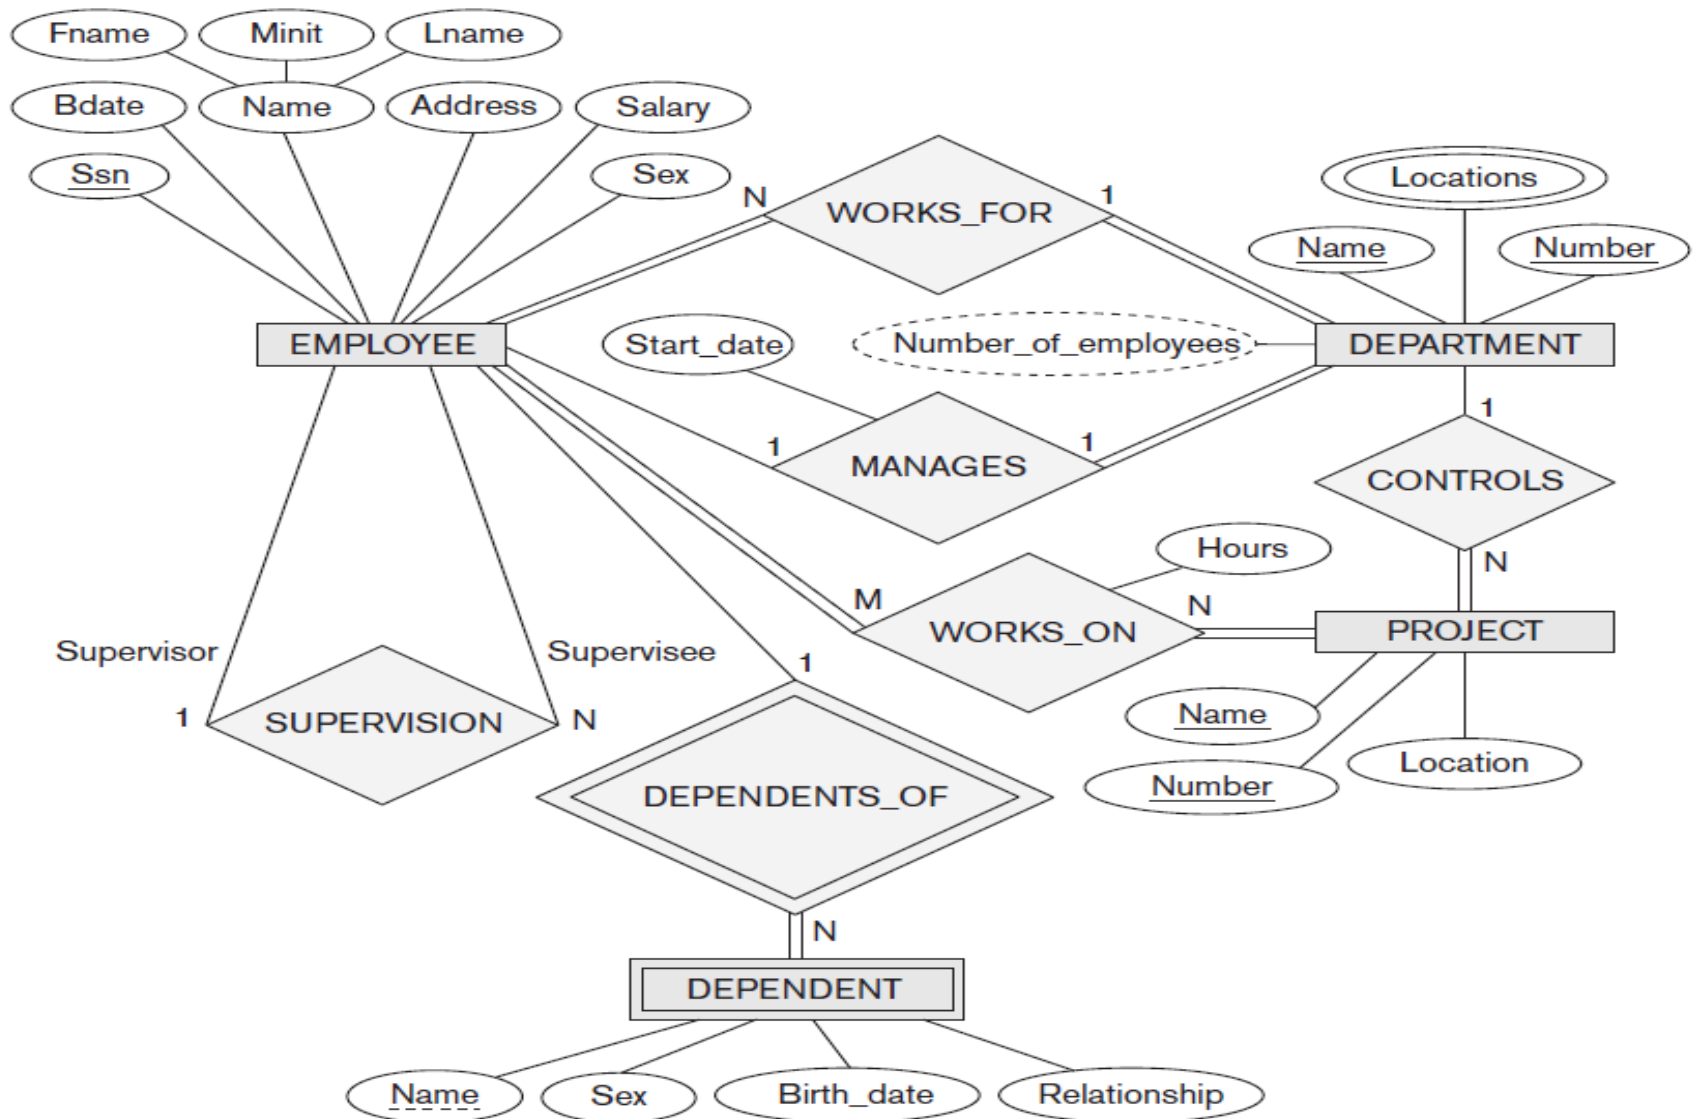 Fname
Minit
Lname
Bdate
Name
Address
Salary
Ssn
Sex
N
WORKS_FOR
1
Locations
Name
Number
EMPLOYEE
Start_date
Number_of_employees
DEPARTMENT
1
MANAGES
1
1
CONTROLS
N
Hours
M
WORKS_ON
N
PROJECT
Supervisor
Supervisee
1
1
SUPERVISION
N
Name
Number
Location
DEPENDENTS_OF
N
DEPENDENT
Name
Sex
Birth_date
Relationship